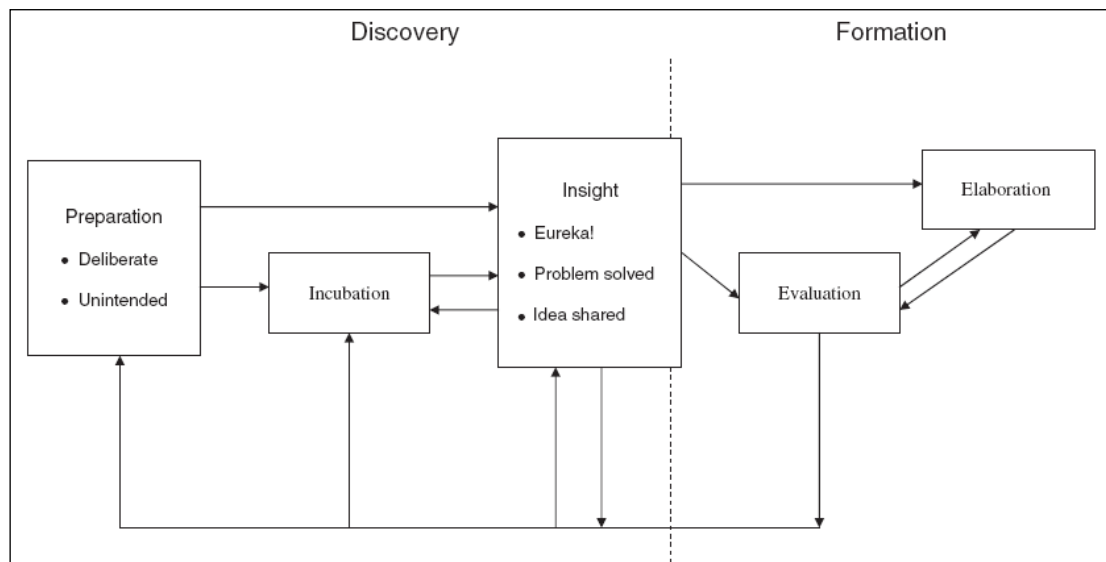 Discovery
Formation
Preparation
• Deliberate
• Unintended
Incubation
Insight
• Eureka!
• Problem solved
• Idea shared
Evaluation
Elaboration